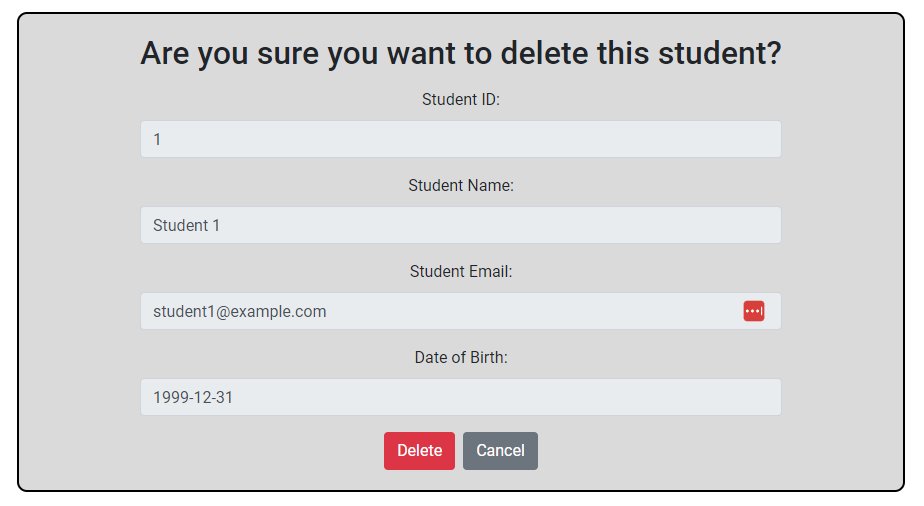 Are you sure you want to delete this student?
Student ID:
1
Student Name:
Student 1
Student Email:
student1@example.com
Date of Birth:
1999-12-31
Delete Cancel